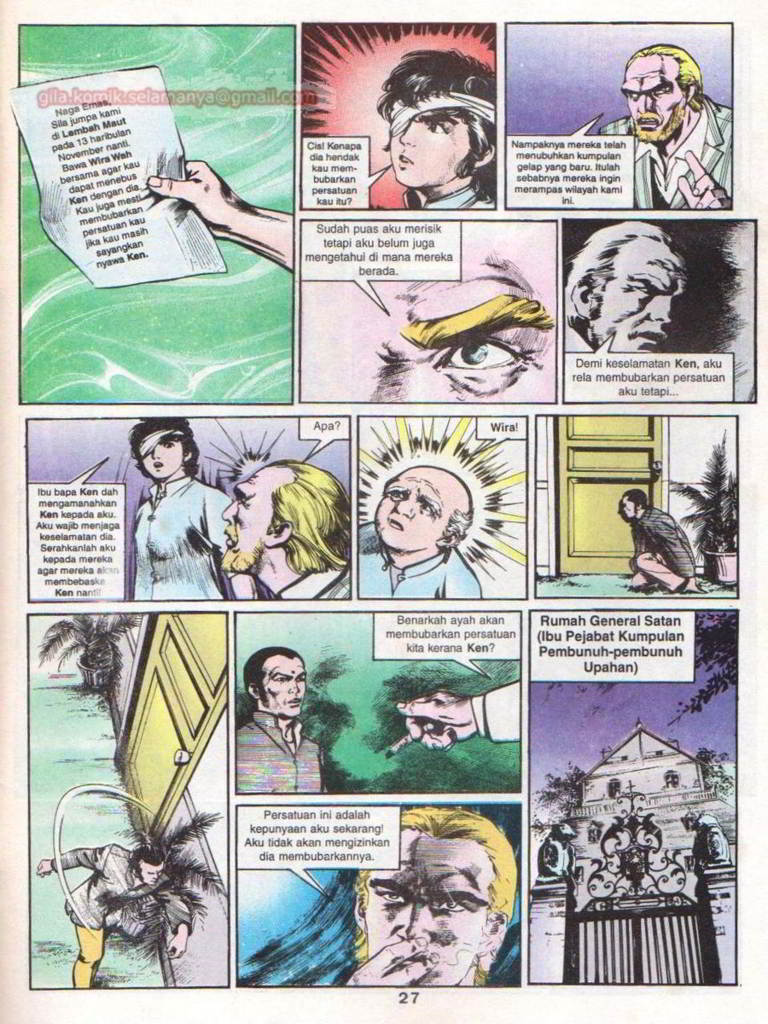 gila.komik.selamanya@gmail.com
Naga Emas,
Sila jumpa kami
di Lembah Maut
pada 13 haribulan
November nanti.
Bawa Wira Wah
bersama agar kau
dapat menebus
Ken dengan dia.
Kau juga mesti
membubarkan
persatuan kau
jika kau masih
sayangkan
nyawa Ken.
Cis! Kenapa
dia hendak
kau mem-
bubarkan
persatuan
kau itu?
Nampaknya mereka telah
menubuhkan kumpulan
gelap yang baru. Itulah
sebabnya mereka ingin
merampas wilayah kami
ini.
Sudah puas aku merisik
tetapi aku belum juga
mengetahui di mana mereka
berada.
Demi keselamatan Ken, aku
rela membubarkan persatuan
aku tetapi...
Ibu bapa Ken dah
mengamanahkan
Ken kepada aku.
Aku wajib menjaga
keselamatan dia.
Serahkanlah aku
kepada mereka
agar mereka akan
membebaska
Ken nanti!
Apa?
Wira!
Benarkah ayah akan
membubarkan persatuan
kita kerana Ken?
Persatuan ini adalah
kepunyaan aku sekarang!
Aku tidak akan mengizinkan
dia membubarkannya.
Rumah General Satan
(Ibu Pejabat Kumpulan
Pembunuh-pembunuh
Upahan)
27